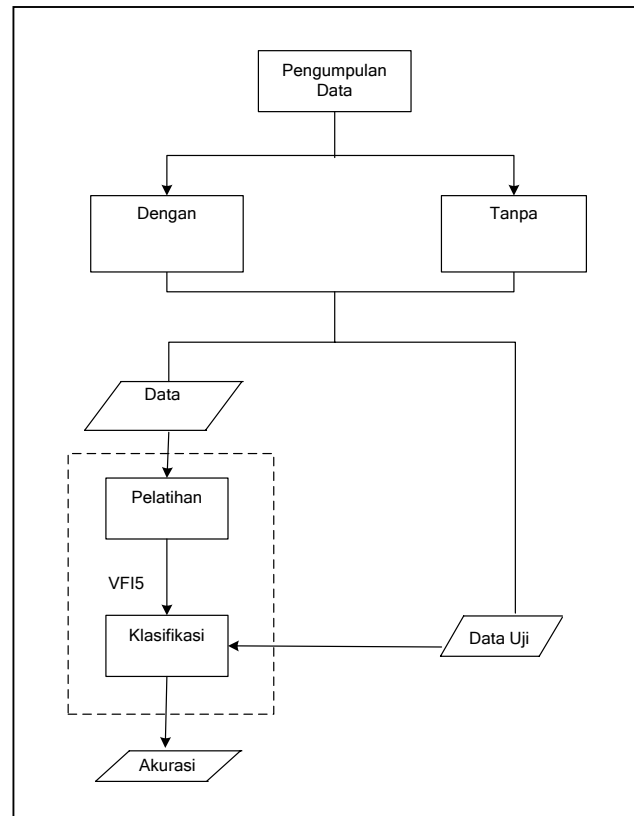 Pengumpulan
Data
Dengan
Tanpa
Data
Pelatihan
VFI5
Klasifikasi
Data Uji
Akurasi